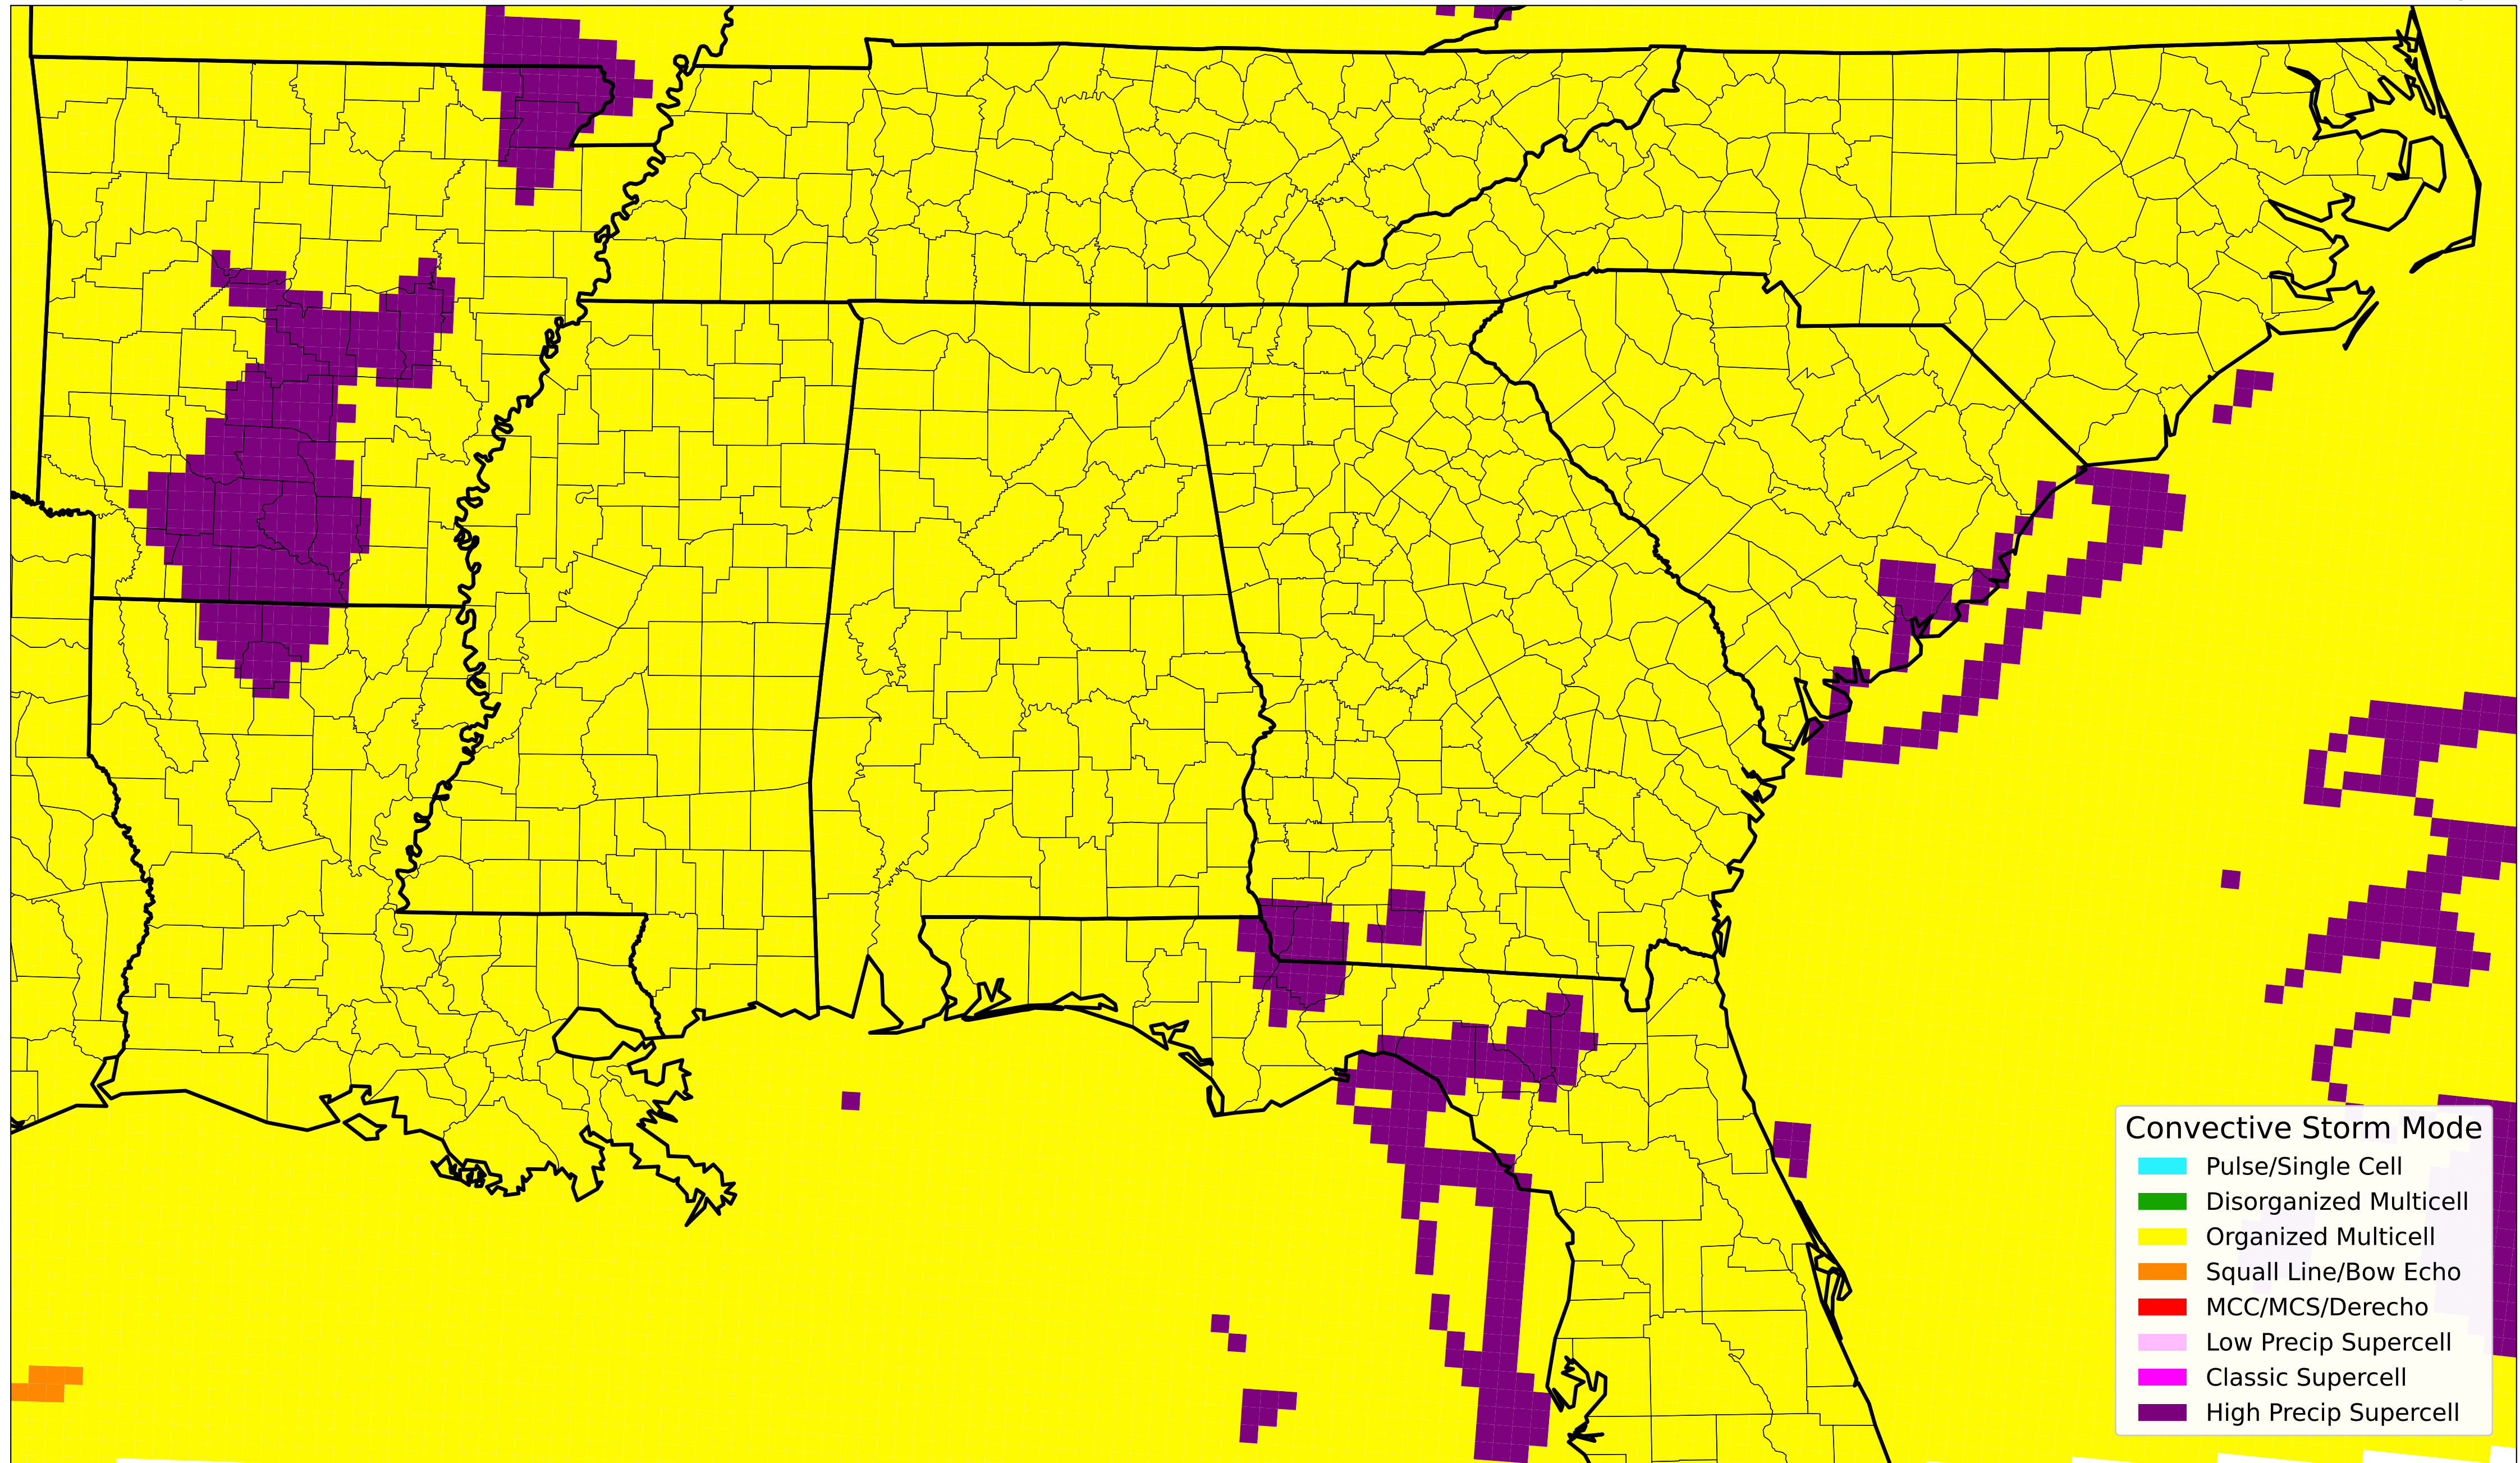 Convective Storm Mode
Pulse/Single Cell
Disorganized Multicell
Organized Multicell
Squall Line/Bow Echo
MCC/MCS/Derecho
Low Precip Supercell
Classic Supercell
High Precip Supercell